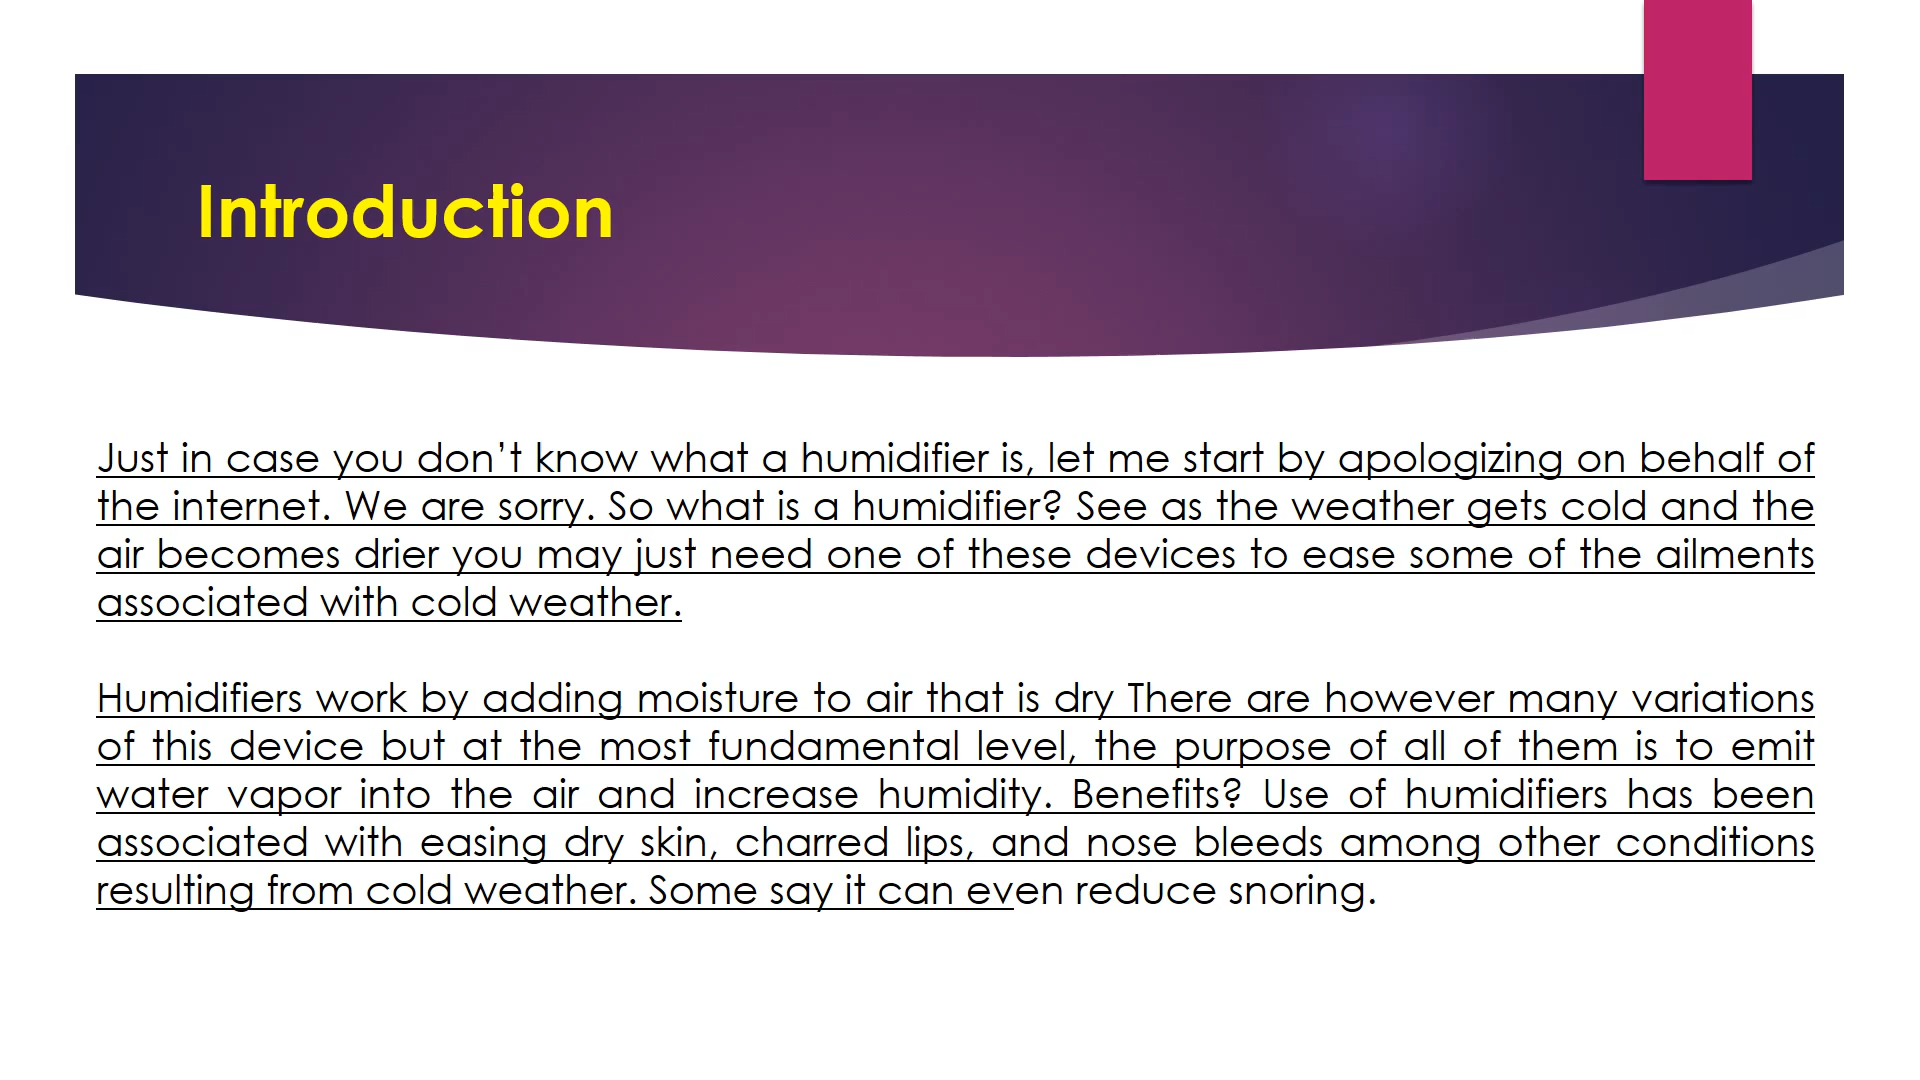 Introduction
Just in case you don’t know what a humidifier is, let me start by apologizing on behalf of
the internet. We are sorry. So what is a humidifier? See as the weather gets cold and the
air becomes drier you may just need one of these devices to ease some of the ailments
associated with cold weather.
Humidifiers work by adding moisture to air that is dry There are however many variations
of this device but at the most fundamental level, the purpose of all of them is to emit
water vapor into the air and increase humidity. Benefits? Use of humidifiers has been
associated with easing dry skin, charred lips, and nose bleeds among other conditions
resulting from cold weather. Some say it can even reduce snoring.